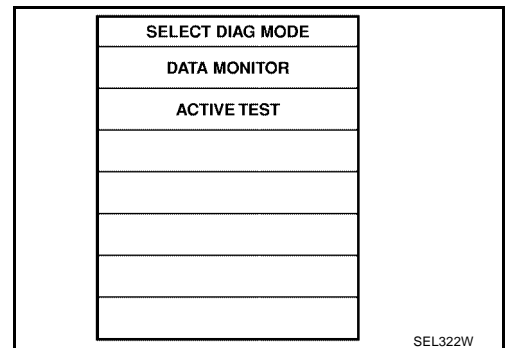 SELECT DIAG MODE
DATA MONITOR
ACTIVE TEST
SEL322W